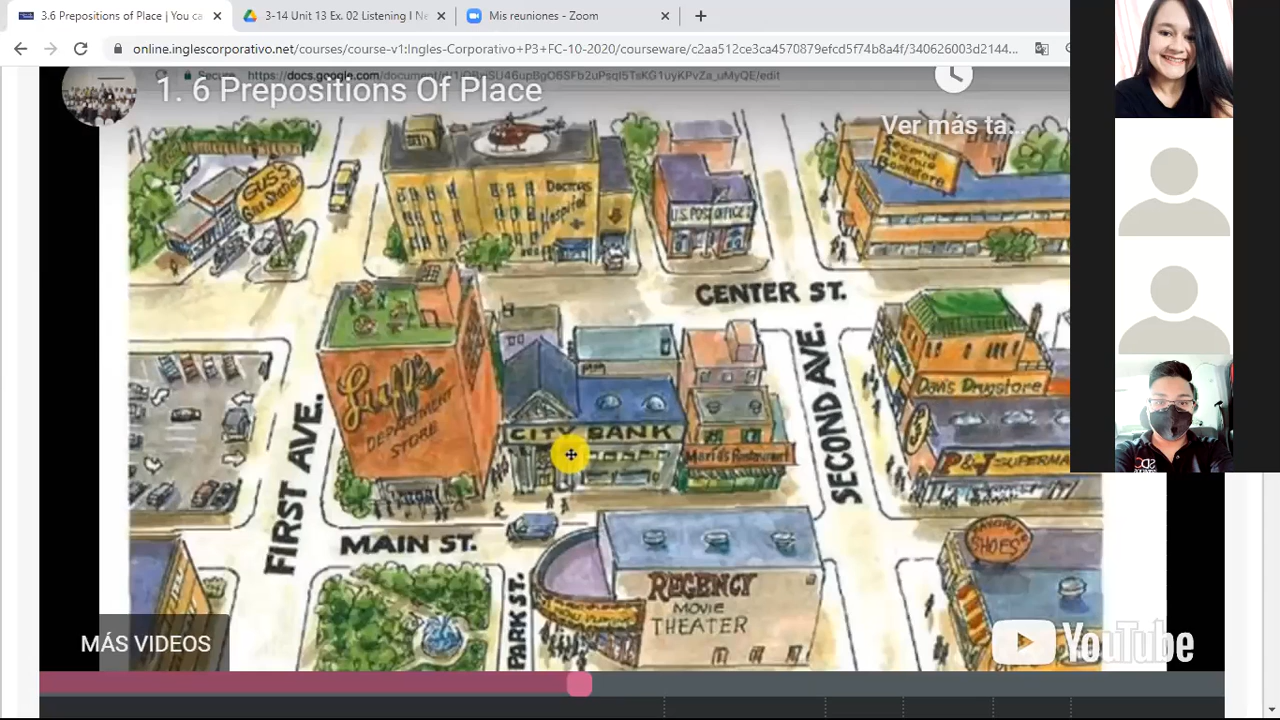 3.6 Prepositions of Place | You ca
3-14 Unit 13 Ex. 02 Listening I Ne
Mis reuniones - Zoom
online.inglescorporativo.net/courses/course-v1:Ingles-Corporativo+P3+FC-10-2020/courseware/c2aa512ce3ca4570879efcd5f74b8a4f/340626003d2144...
1. 6 Prepositions Of Place
Ver más ta...
GUS'S
Gas Station
Doctors
Hospital
U.S. POST OFFICE
Second
Avenue
Bookstore
CENTER ST.
Luff's
DEPARTMENT
STORE
CITY BANK
Maria's Restaurant
Dan's Drugstore
P&J SUPERMA
FIRST AVE.
SECOND AVE.
MAIN ST.
PARK ST.
REGENCY
MOVIE
THEATER
FAVORITE
SHOES
MÁS VIDEOS
YouTube
SDC